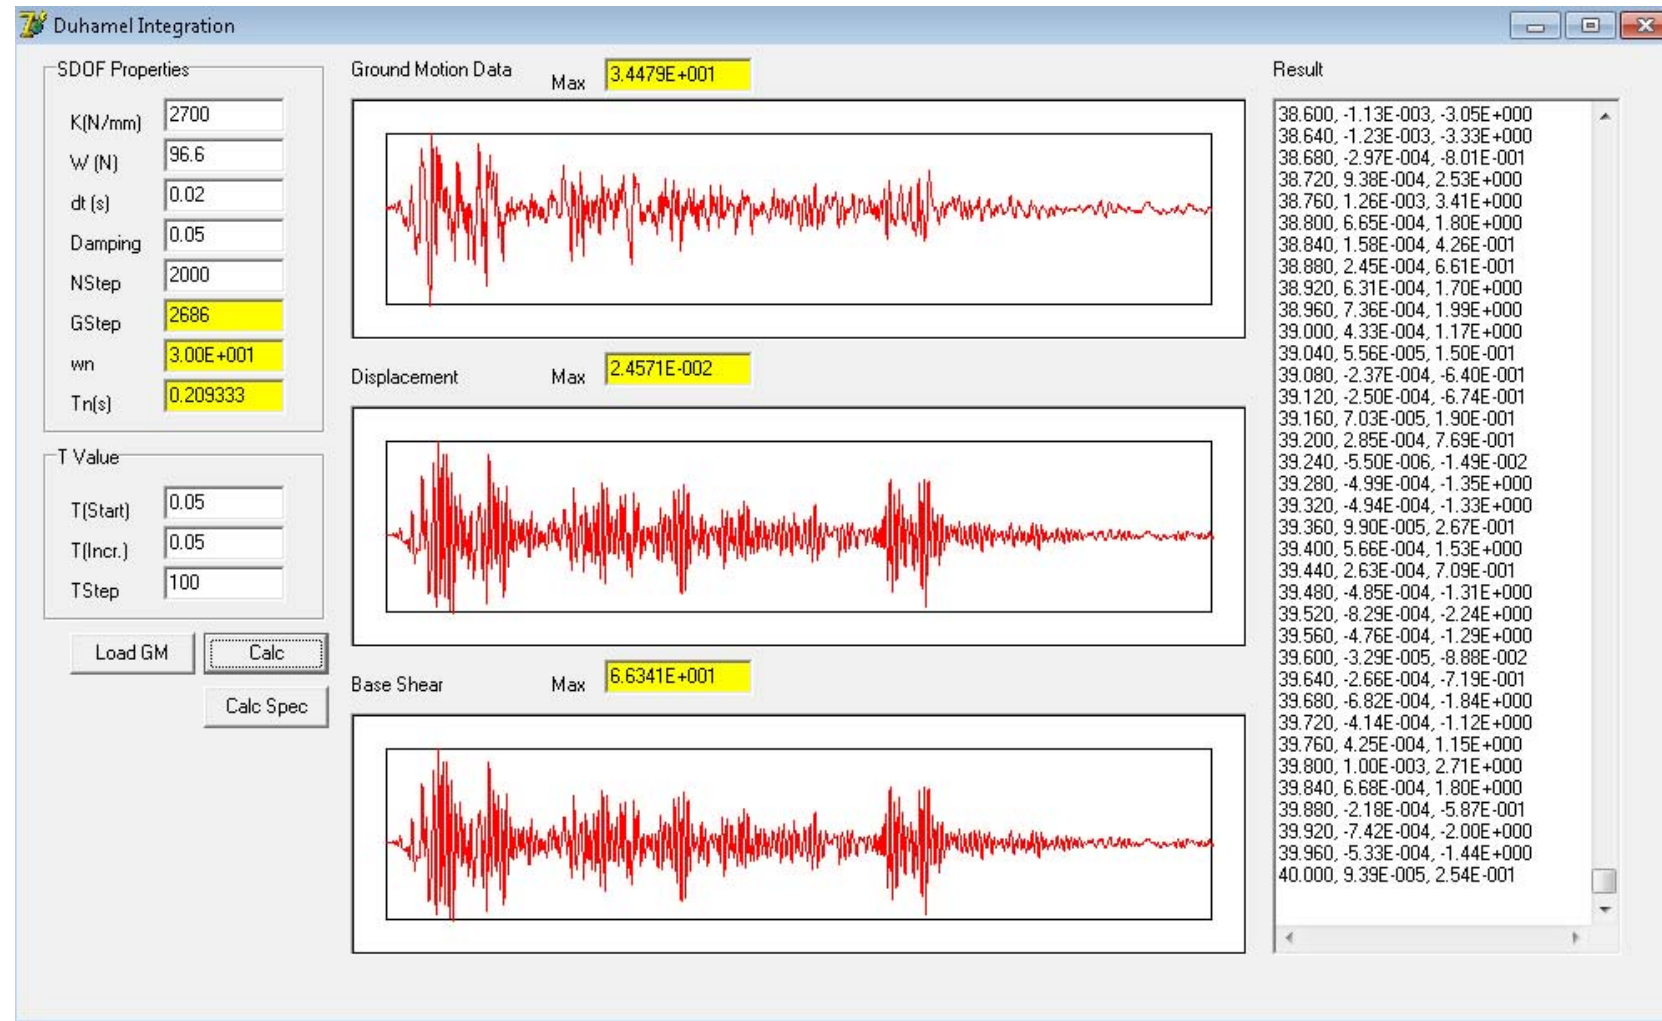 Duhamel Integration
SDOF Properties
K(N/mm) 2700
W (N) 96.6
dt (s) 0.02
Damping 0.05
NStep 2000
GStep 2686
wn 3.00E+001
Tn(s) 0.209333
T Value
T(Start) 0.05
T(Incr.) 0.05
TStep 100
Load GM Calc
Calc Spec
Ground Motion Data Max 3.4479E+001
Displacement Max 2.4571E-002
Base Shear Max 6.6341E+001
Result
38.600, -1.13E-003, -3.05E+000
38.640, -1.23E-003, -3.33E+000
38.680, -2.97E-004, -8.01E-001
38.720, 9.38E-004, 2.53E+000
38.760, 1.26E-003, 3.41E+000
38.800, 6.65E-004, 1.80E+000
38.840, 1.58E-004, 4.26E-001
38.880, 2.45E-004, 6.61E-001
38.920, 6.31E-004, 1.70E+000
38.960, 7.36E-004, 1.99E+000
39.000, 4.33E-004, 1.17E+000
39.040, 5.56E-005, 1.50E-001
39.080, -2.37E-004, -6.40E-001
39.120, -2.50E-004, -6.74E-001
39.160, 7.03E-005, 1.90E-001
39.200, 2.85E-004, 7.69E-001
39.240, -5.50E-006, -1.49E-002
39.280, -4.99E-004, -1.35E+000
39.320, -4.94E-004, -1.33E+000
39.360, 9.90E-005, 2.67E-001
39.400, 5.66E-004, 1.53E+000
39.440, 2.63E-004, 7.09E-001
39.480, -4.85E-004, -1.31E+000
39.520, -8.29E-004, -2.24E+000
39.560, -4.76E-004, -1.29E+000
39.600, -3.29E-005, -8.88E-002
39.640, -2.66E-004, -7.19E-001
39.680, -6.82E-004, -1.84E+000
39.720, -4.14E-004, -1.12E+000
39.760, 4.25E-004, 1.15E+000
39.800, 1.00E-003, 2.71E+000
39.840, 6.68E-004, 1.80E+000
39.880, -2.18E-004, -5.87E-001
39.920, -7.42E-004, -2.00E+000
39.960, -5.33E-004, -1.44E+000
40.000, 9.39E-005, 2.54E-001